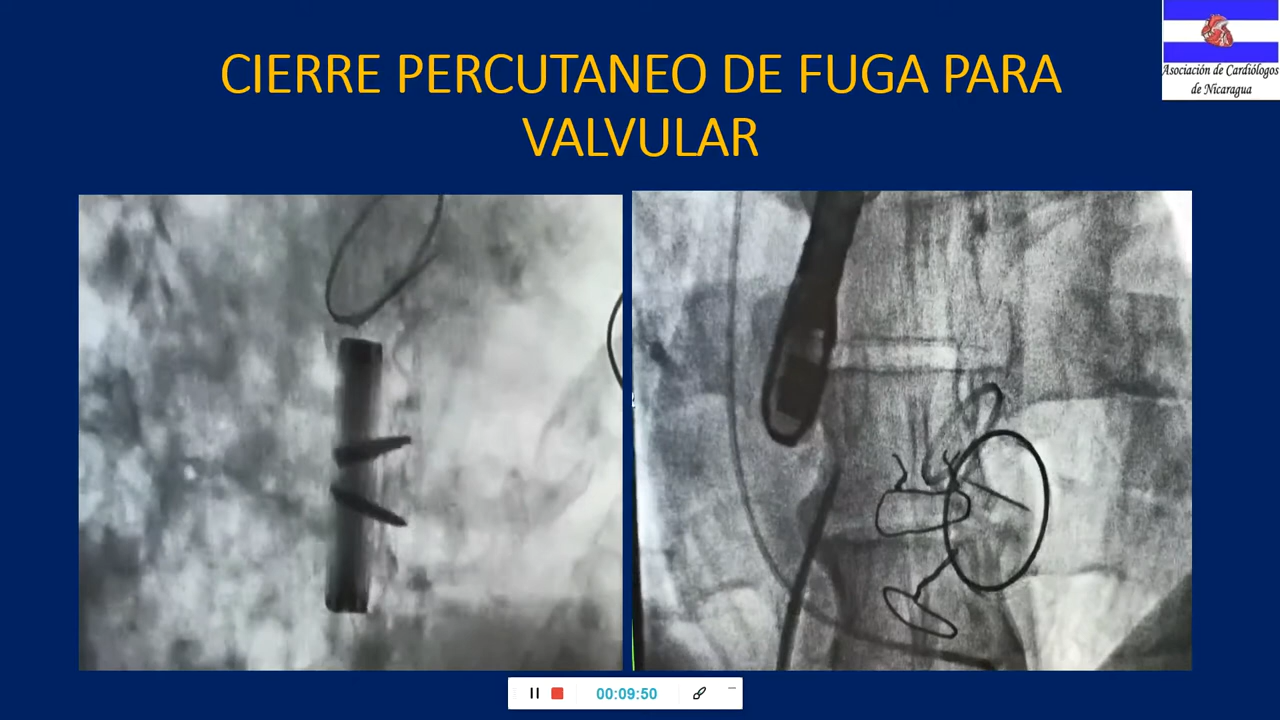 CIERRE PERCUTANEO DE FUGA PARA
VALVULAR
Asociación de Cardiólogos
de Nicaragua
00:09:50